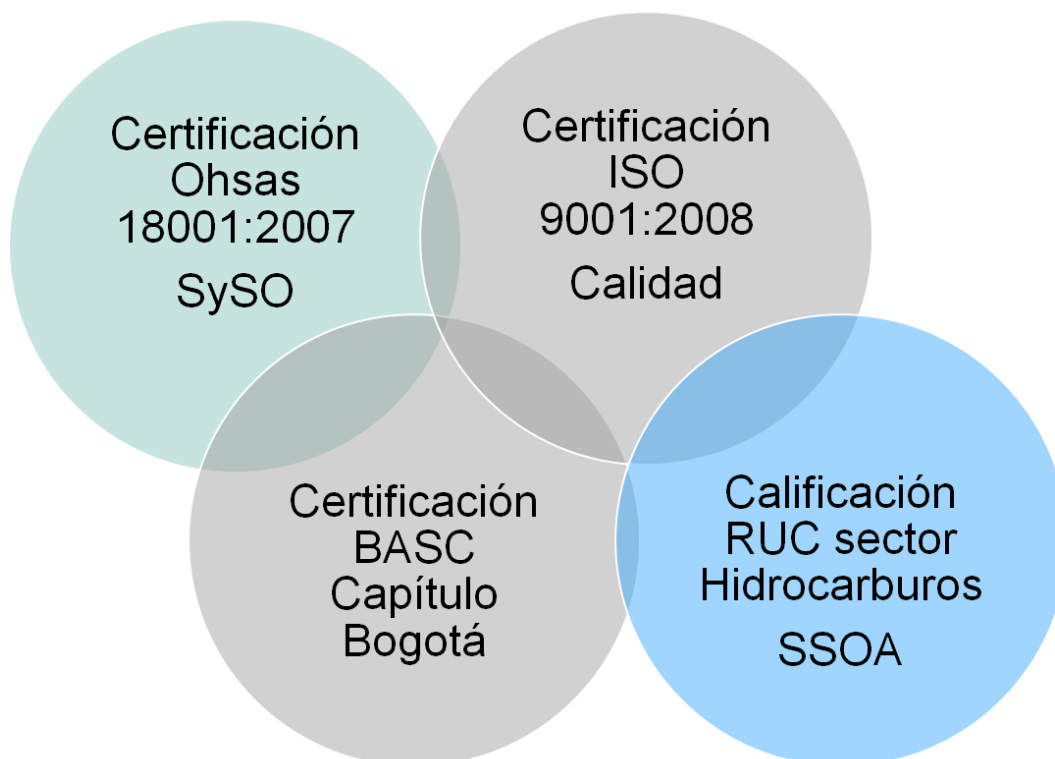 Certificación
Ohsas
18001:2007
SySO
Certificación
ISO
9001:2008
Calidad
Certificación
BASC
Capítulo
Bogotá
Calificación
RUC sector
Hidrocarburos
SSOA